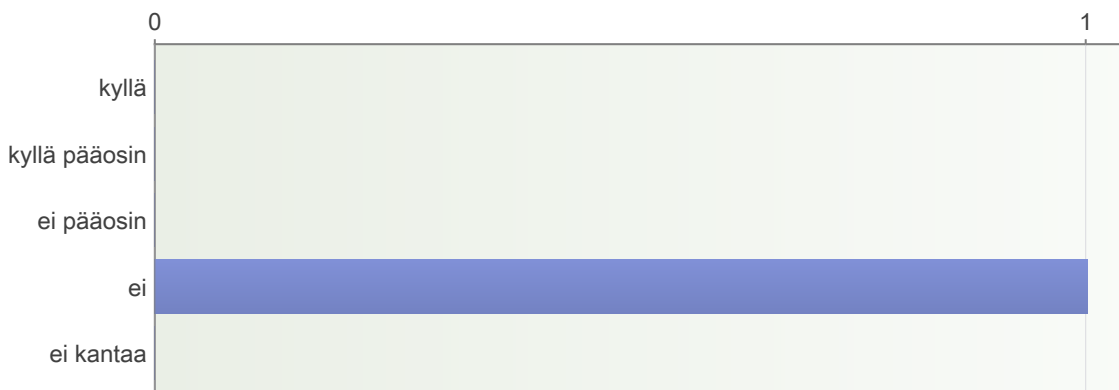 0 1
kyllä
kyllä pääosin
ei pääosin
ei
ei kantaa